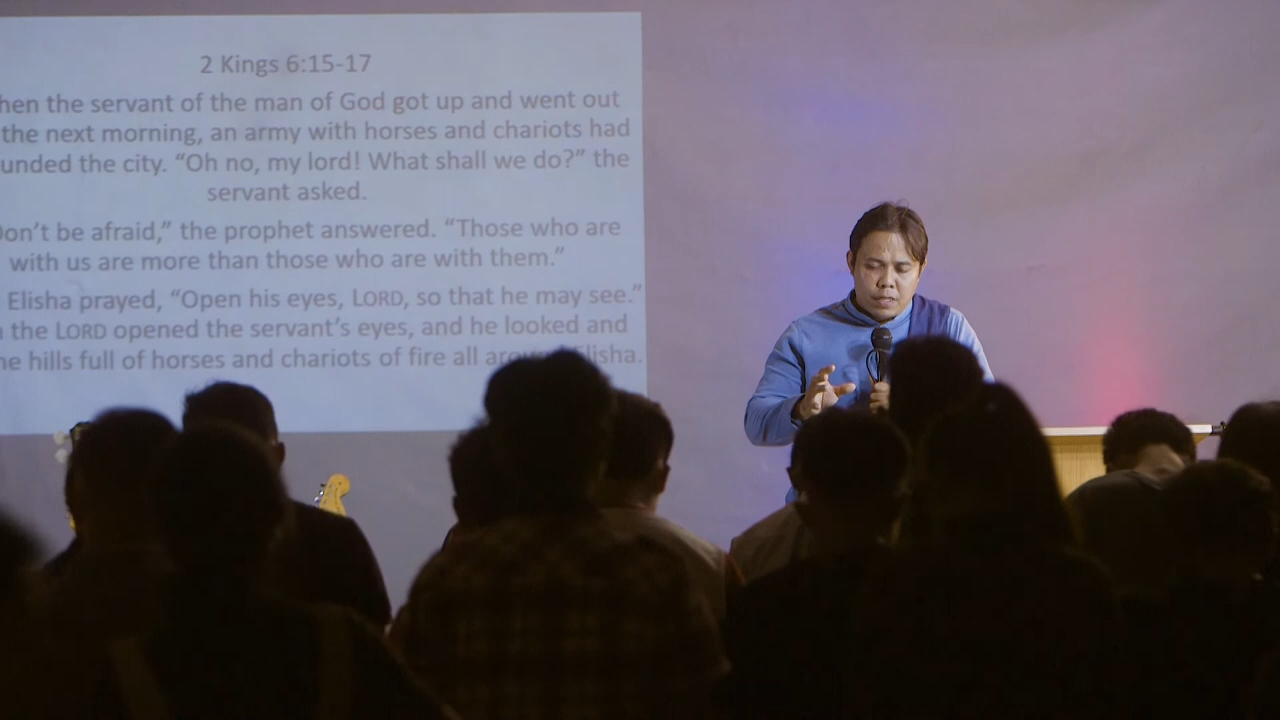 2 Kings 6:15-17
hen the servant of the man of God got up and went out
the next morning, an army with horses and chariots had
unded the city. “Oh no, my lord! What shall we do?” the
servant asked.
on’t be afraid,” the prophet answered. “Those who are
with us are more than those who are with them.”
Elisha prayed, “Open his eyes, LORD, so that he may see.”
the LORD opened the servant’s eyes, and he looked and
he hills full of horses and chariots of fire all Elisha.